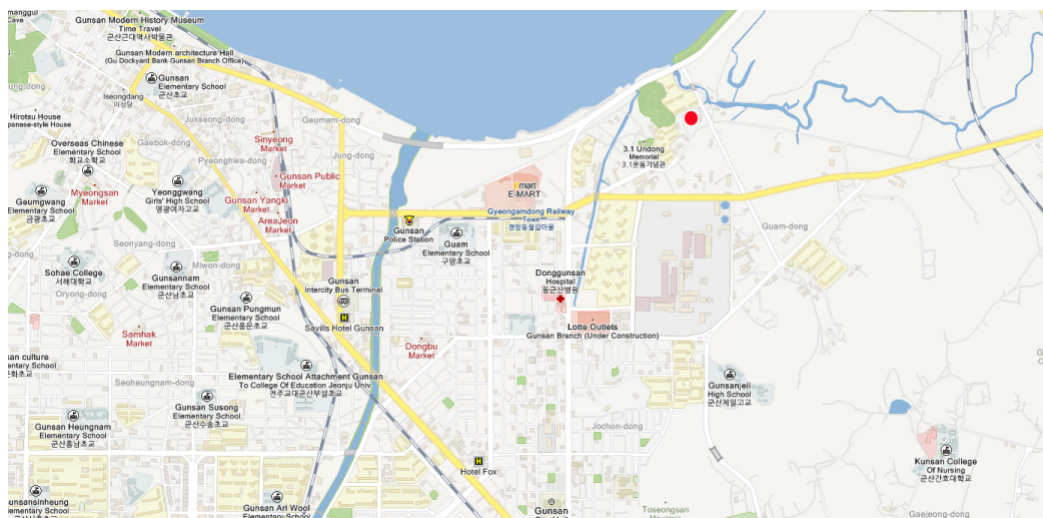 manggul
Cave
Gunsan Modern History Museum
Time Travel
군산근대역사박물관
Gunsan Modern architecture Hall
(Gu Dockyard Bank Gunsan Branch Office)
Gunsan
Elementary School
군산초교
Iseongdang
이성당
Hirotsu House
Japanese-style House
Jukseong-dong
Geumam-dong
Overseas Chinese
Elementary School
화교소학교
Gaebok-dong
Sinyeong
Market
Jung-dong
Pyeonghwa-dong
3.1 Undong
Memorial
3.1운동기념관
Geumgwang
Elementary School
금광초교
Myeongsan
Market
Yeonggwang
Girls' High School
영광여자고교
Gunsan Public
Market
Gunsan Yangki
Market
AreaJeon
Market
emart
E-MART
Gyeongamdong Railway
Town
경암동철길마을
Gunsan
Police Station
Guam
Elementary School
구암초교
Guam-dong
Seonyang-dong
Sohae College
서해대학교
Oryong-dong
Miwon-dong
Gunsannam
Elementary School
군산남초교
Gunsan
Intercity Bus Terminal
Donggunsan
Hospital
동군산병원
Gunsan Pungmun
Elementary School
군산풍문초교
H
Savills Hotel Gunsan
Lotte Outlets
Gunsan Branch (Under Construction)
Samhak
Market
Dongbu
Market
Elementary School Attachment Gunsan
To College Of Education Jeonju Univ
전주교대군산부설초교
Seoheungnam-dong
Gunsanjeil
High School
군산제일고교
Gunsan Susong
Elementary School
군산수송초교
Gunsan Heungnam
Elementary School
군산흥남초교
Jochon-dong
H
Hotel Fox
Kunsan College
Of Nursing
군산간호대학교
Gunsan Ari Wool
Elementary School
Gunsan
Toseongsan
Gaejeong-dong